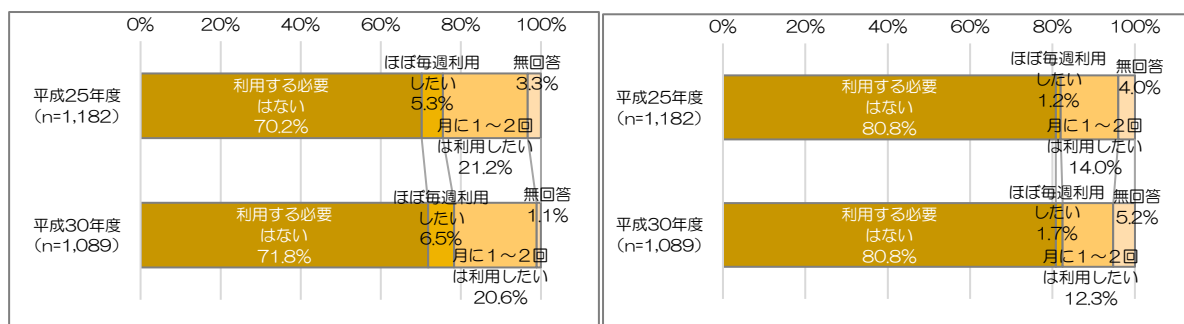 0% 20% 40% 60% 80% 100%
平成25年度
(n=1,182)
利用する必要
はない
70.2%
ほぼ毎週利用
したい
5.3%
月に1～2回
は利用したい
21.2%
無回答
3.3%
平成30年度
(n=1,089)
利用する必要
はない
71.8%
ほぼ毎週利用
したい
6.5%
月に1～2回
は利用したい
20.6%
無回答
1.1%
0% 20% 40% 60% 80% 100%
平成25年度
(n=1,182)
利用する必要
はない
80.8%
ほぼ毎週利用
したい
1.2%
月に1～2回
は利用したい
14.0%
無回答
4.0%
平成30年度
(n=1,089)
利用する必要
はない
80.8%
ほぼ毎週利用
したい
1.7%
月に1～2回
は利用したい
12.3%
無回答
5.2%